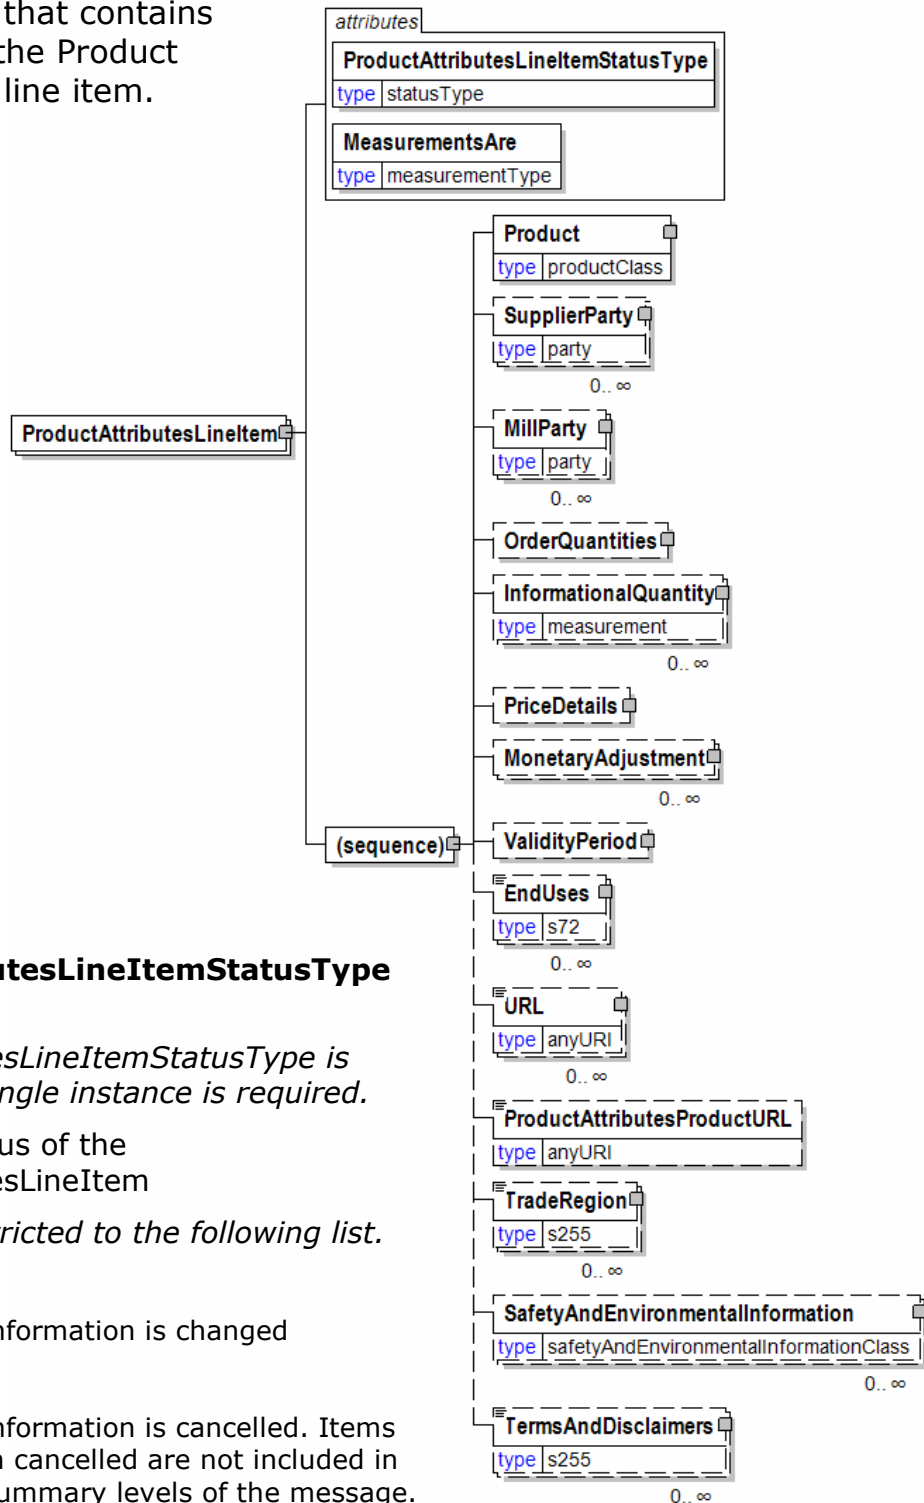 that contains
the Product
line item.
attributes
ProductAttributesLineItemStatusType
type statusType
MeasurementsAre
type measurementType
Product
type productClass
SupplierParty
type party
0.. ∞
ProductAttributesLineItem
MillParty
type party
0.. ∞
OrderQuantities
InformationalQuantity
type measurement
0.. ∞
PriceDetails
MonetaryAdjustment
0.. ∞
(sequence)
ValidityPeriod
EndUses
type s72
0.. ∞
URL
type anyURI
0.. ∞
ProductAttributesProductURL
type anyURI
TradeRegion
type s255
0.. ∞
SafetyAndEnvironmentalInformation
type safetyAndEnvironmentalInformationClass
0.. ∞
TermsAndDisclaimers
type s255
0.. ∞
utesLineItemStatusType
esLineItemStatusType is
ngle instance is required.
us of the
esLineItem
ricted to the following list.
nformation is changed
nformation is cancelled. Items
n cancelled are not included in
ummary levels of the message.